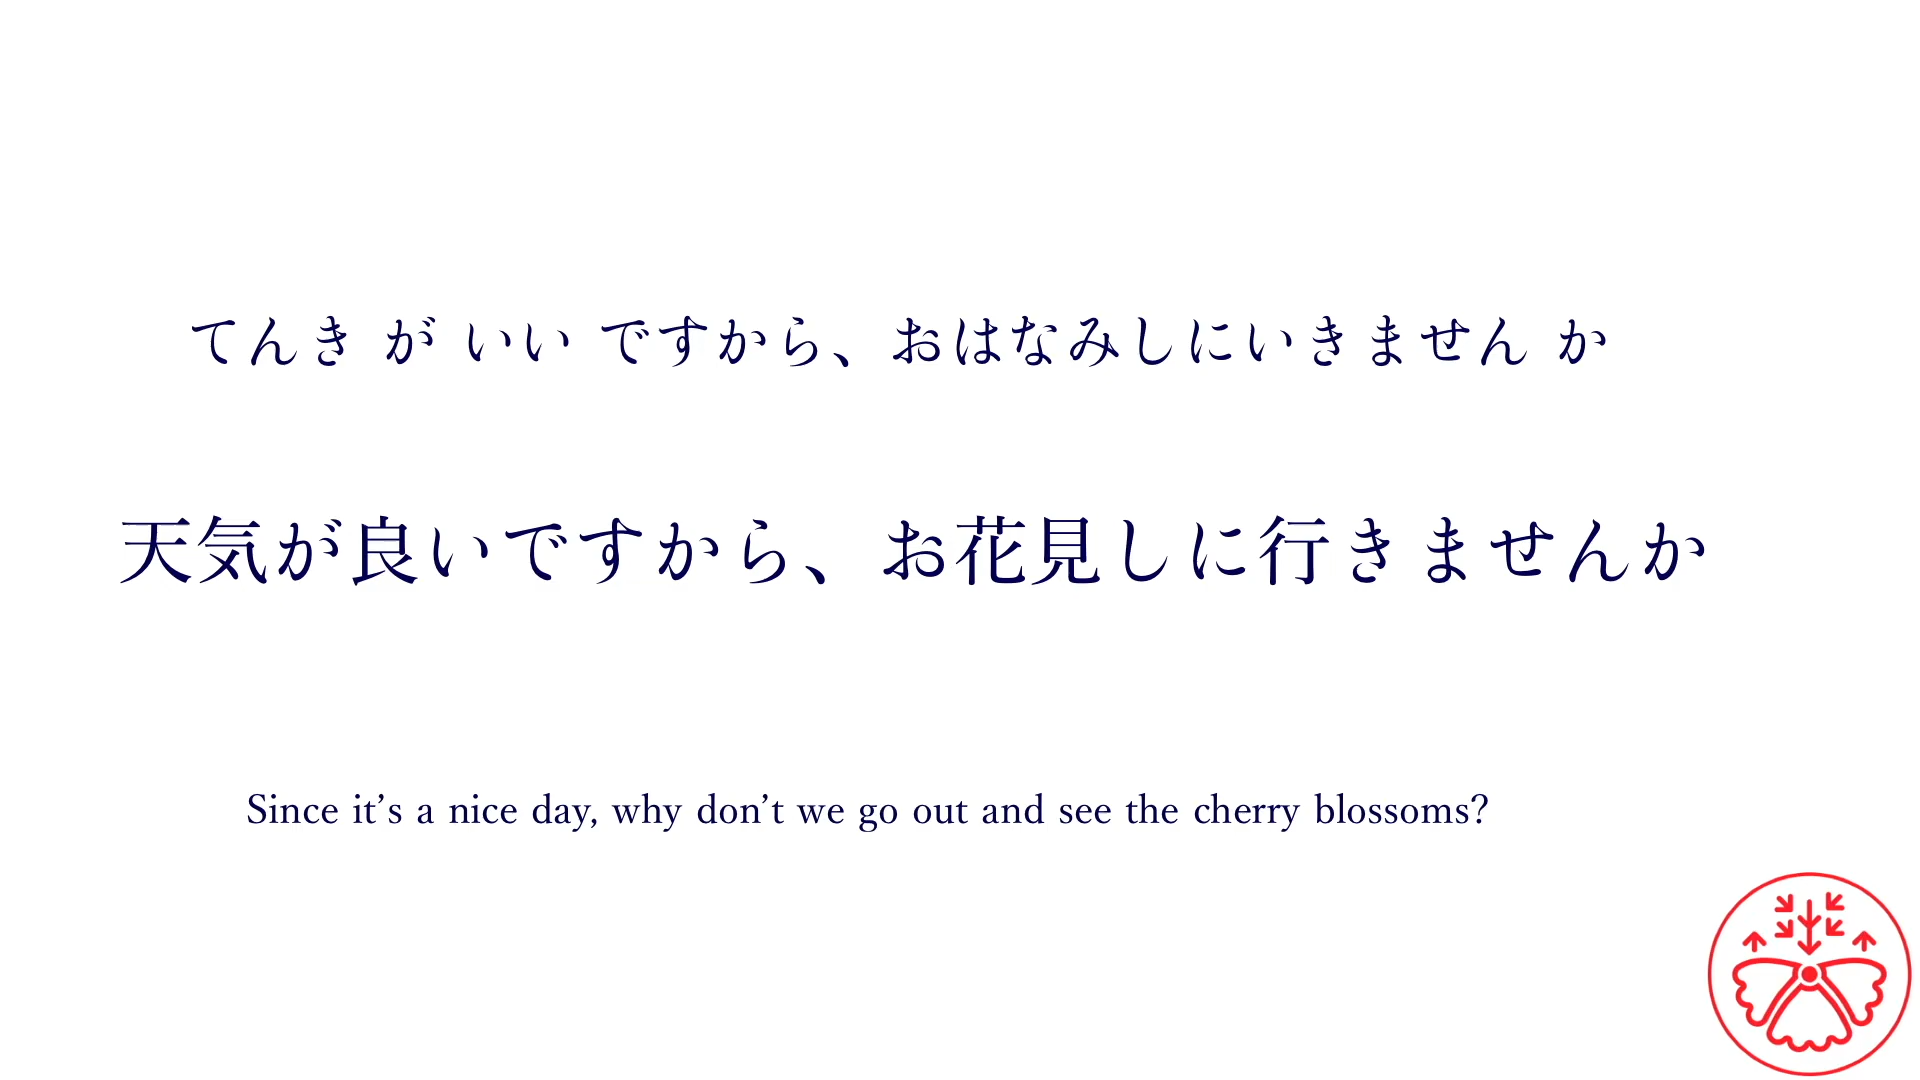 てんき が いい ですから、おはなみしにいきません か
天気が良いですから、お花見しに行きませんか
Since it’s a nice day, why don’t we go out and see the cherry blossoms?